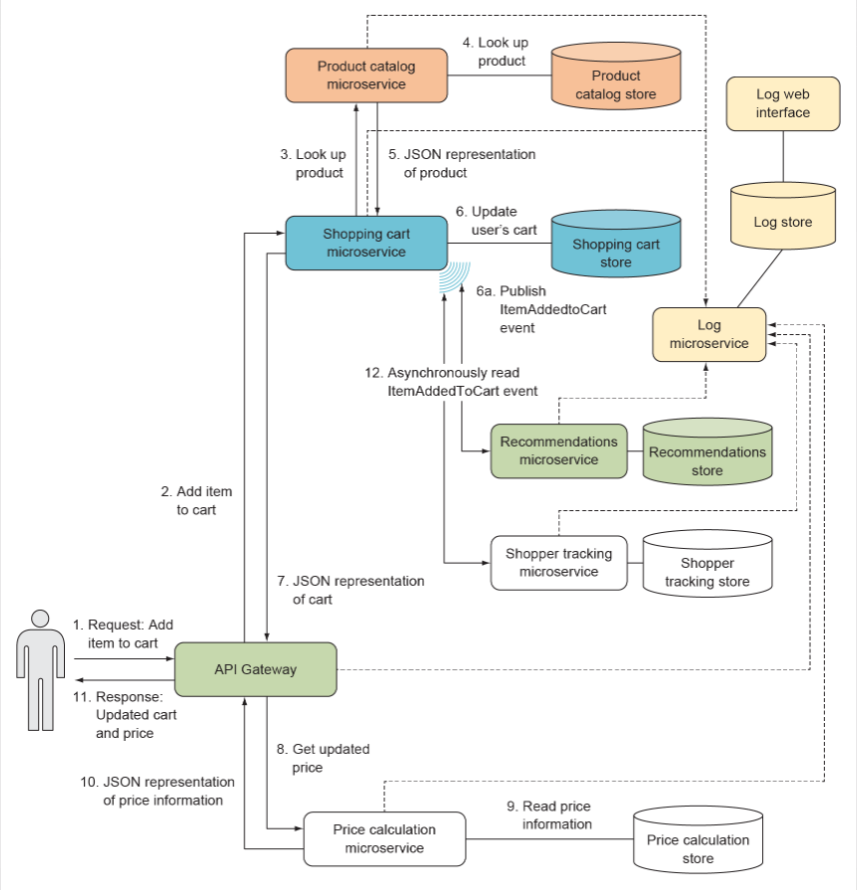 4. Look up
product
Product catalog
microservice
Product
catalog store
Log web
interface
3. Look up
product
5. JSON representation
of product
Log store
6. Update
user's cart
Shopping cart
microservice
Shopping cart
store
6a. Publish
ItemAddedtoCart
event
Log
microservice
12. Asynchronously read
ItemAddedToCart event
Recommendations
microservice
Recommendations
store
2. Add item
to cart
Shopper tracking
microservice
Shopper
tracking store
7. JSON representation
of cart
1. Request: Add
item to cart
API Gateway
11. Response:
Updated cart
and price
8. Get updated
price
10. JSON representation
of price information
9. Read price
information
Price calculation
microservice
Price calculation
store